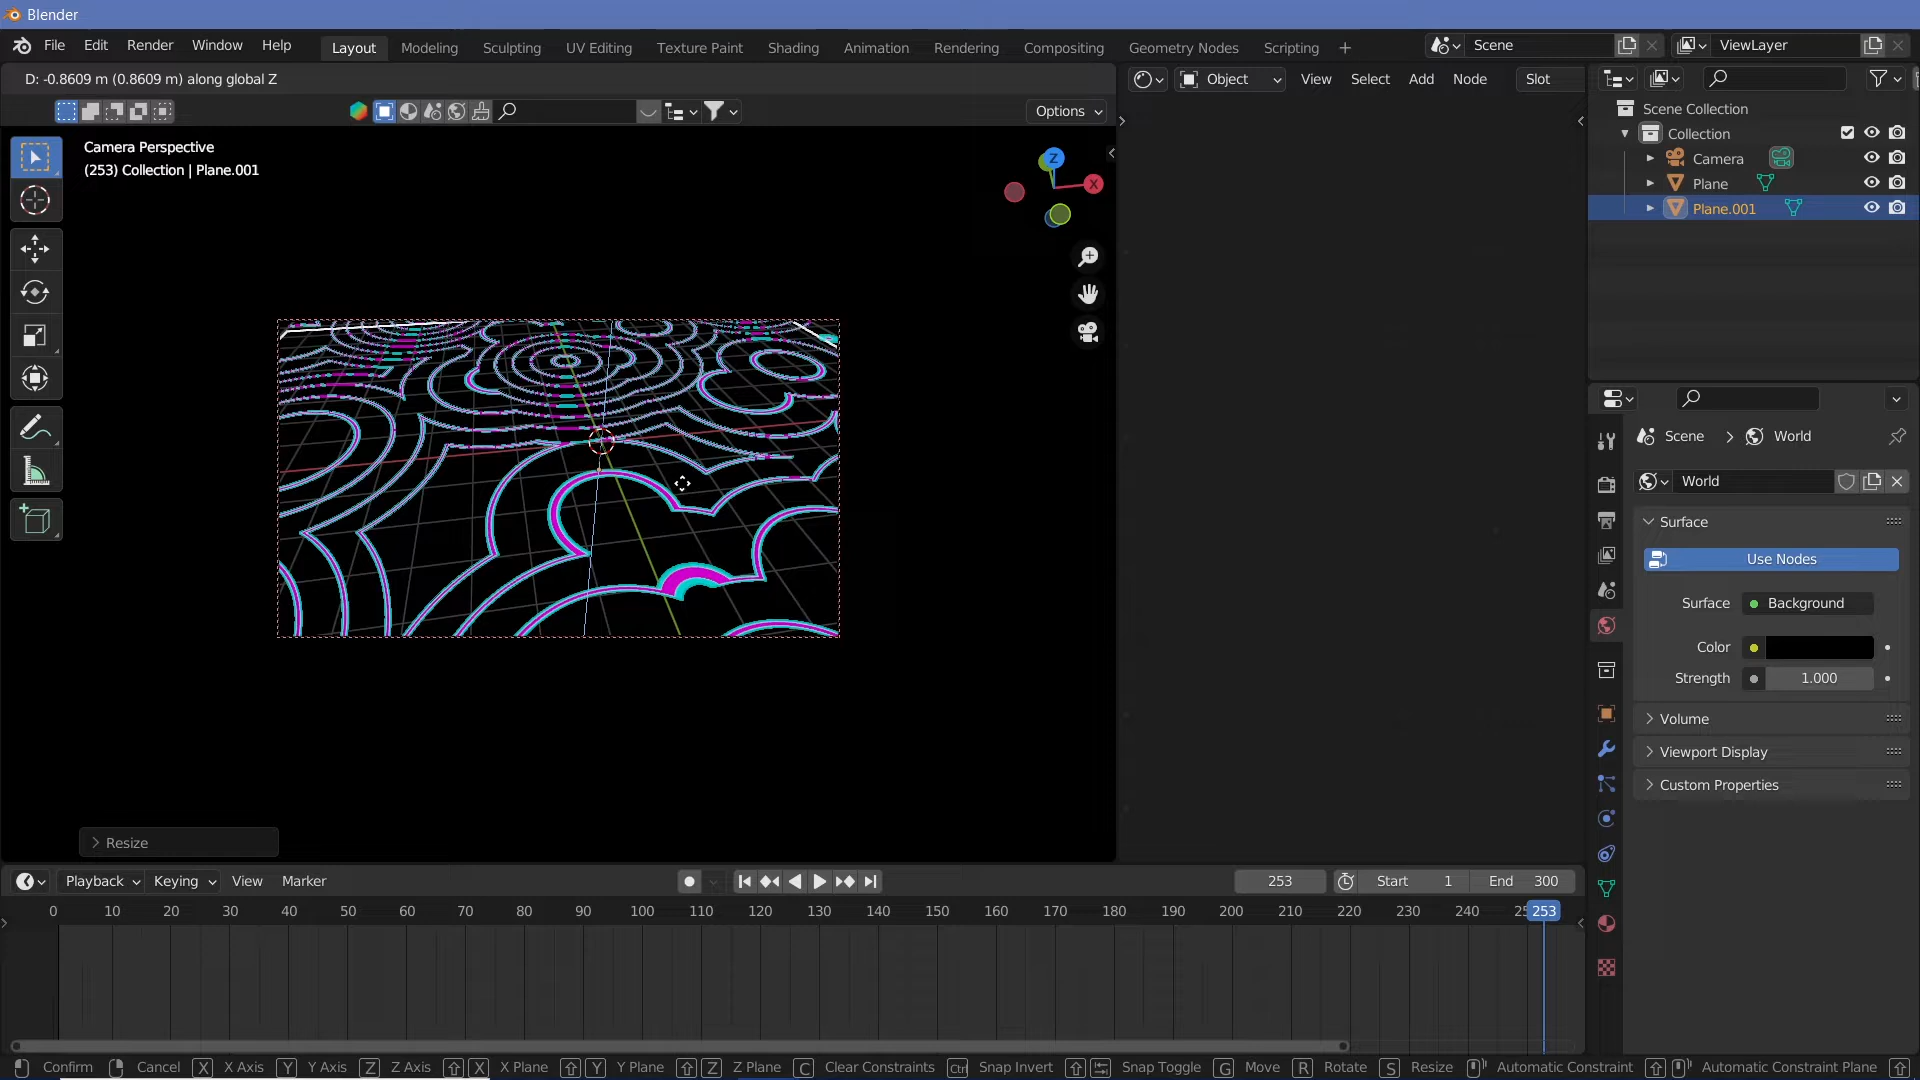 Blender
File Edit Render Window Help Layout Modeling Sculpting UV Editing Texture Paint Shading Animation Rendering Compositing Geometry Nodes Scripting + Scene ViewLayer
D: -0.8609 m (0.8609 m) along global Z
Object View Select Add Node Slot
Options
Camera Perspective
(253) Collection | Plane.001
Z
X
Scene Collection
Collection
Camera
Plane
Plane.001
Scene > World
World
Surface
Use Nodes
Surface Background
Color
Strength 1.000
Volume
Viewport Display
Custom Properties
Resize
Playback Keying View Marker 253 Start 1 End 300
0 10 20 30 40 50 60 70 80 90 100 110 120 130 140 150 160 170 180 190 200 210 220 230 240 25 253
Confirm Cancel X X Axis Y Y Axis Z Z Axis X X Plane Y Y Plane Z Z Plane C Clear Constraints Ctrl Snap Invert Snap Toggle G Move R Rotate S Resize Automatic Constraint Automatic Constraint Plane